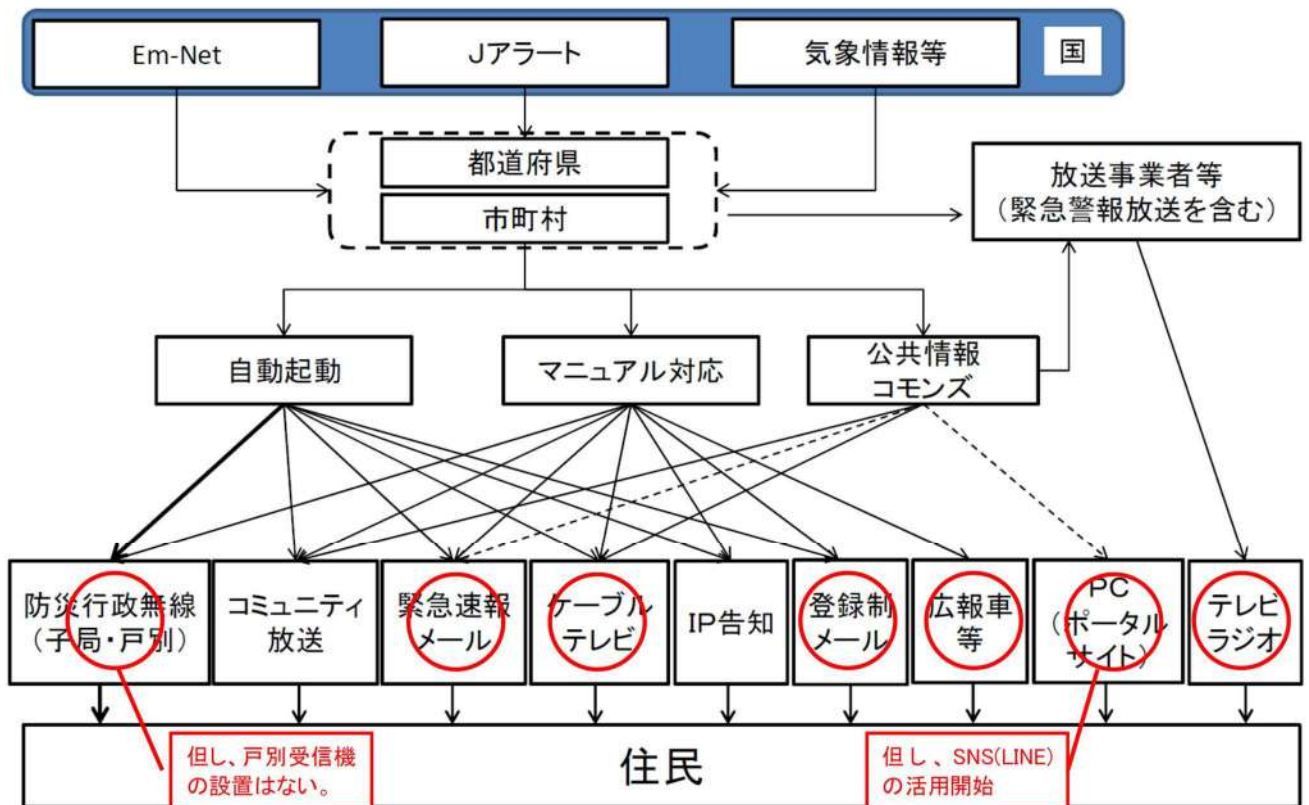 Em-Net
Jアラート
気象情報等
国
都道府県
市町村
放送事業者等
（緊急警報放送を含む）
自動起動
マニュアル対応
公共情報
コモンズ
防災行政無線
（子局・戸別）
コミュニティ
放送
緊急速報
メール
ケーブル
テレビ
IP告知
登録制
メール
広報車
等
PC
（ポータル
サイト）
テレビ
ラジオ
但し、戸別受信機
の設置はない。
住民
但し、SNS(LINE)
の活用開始